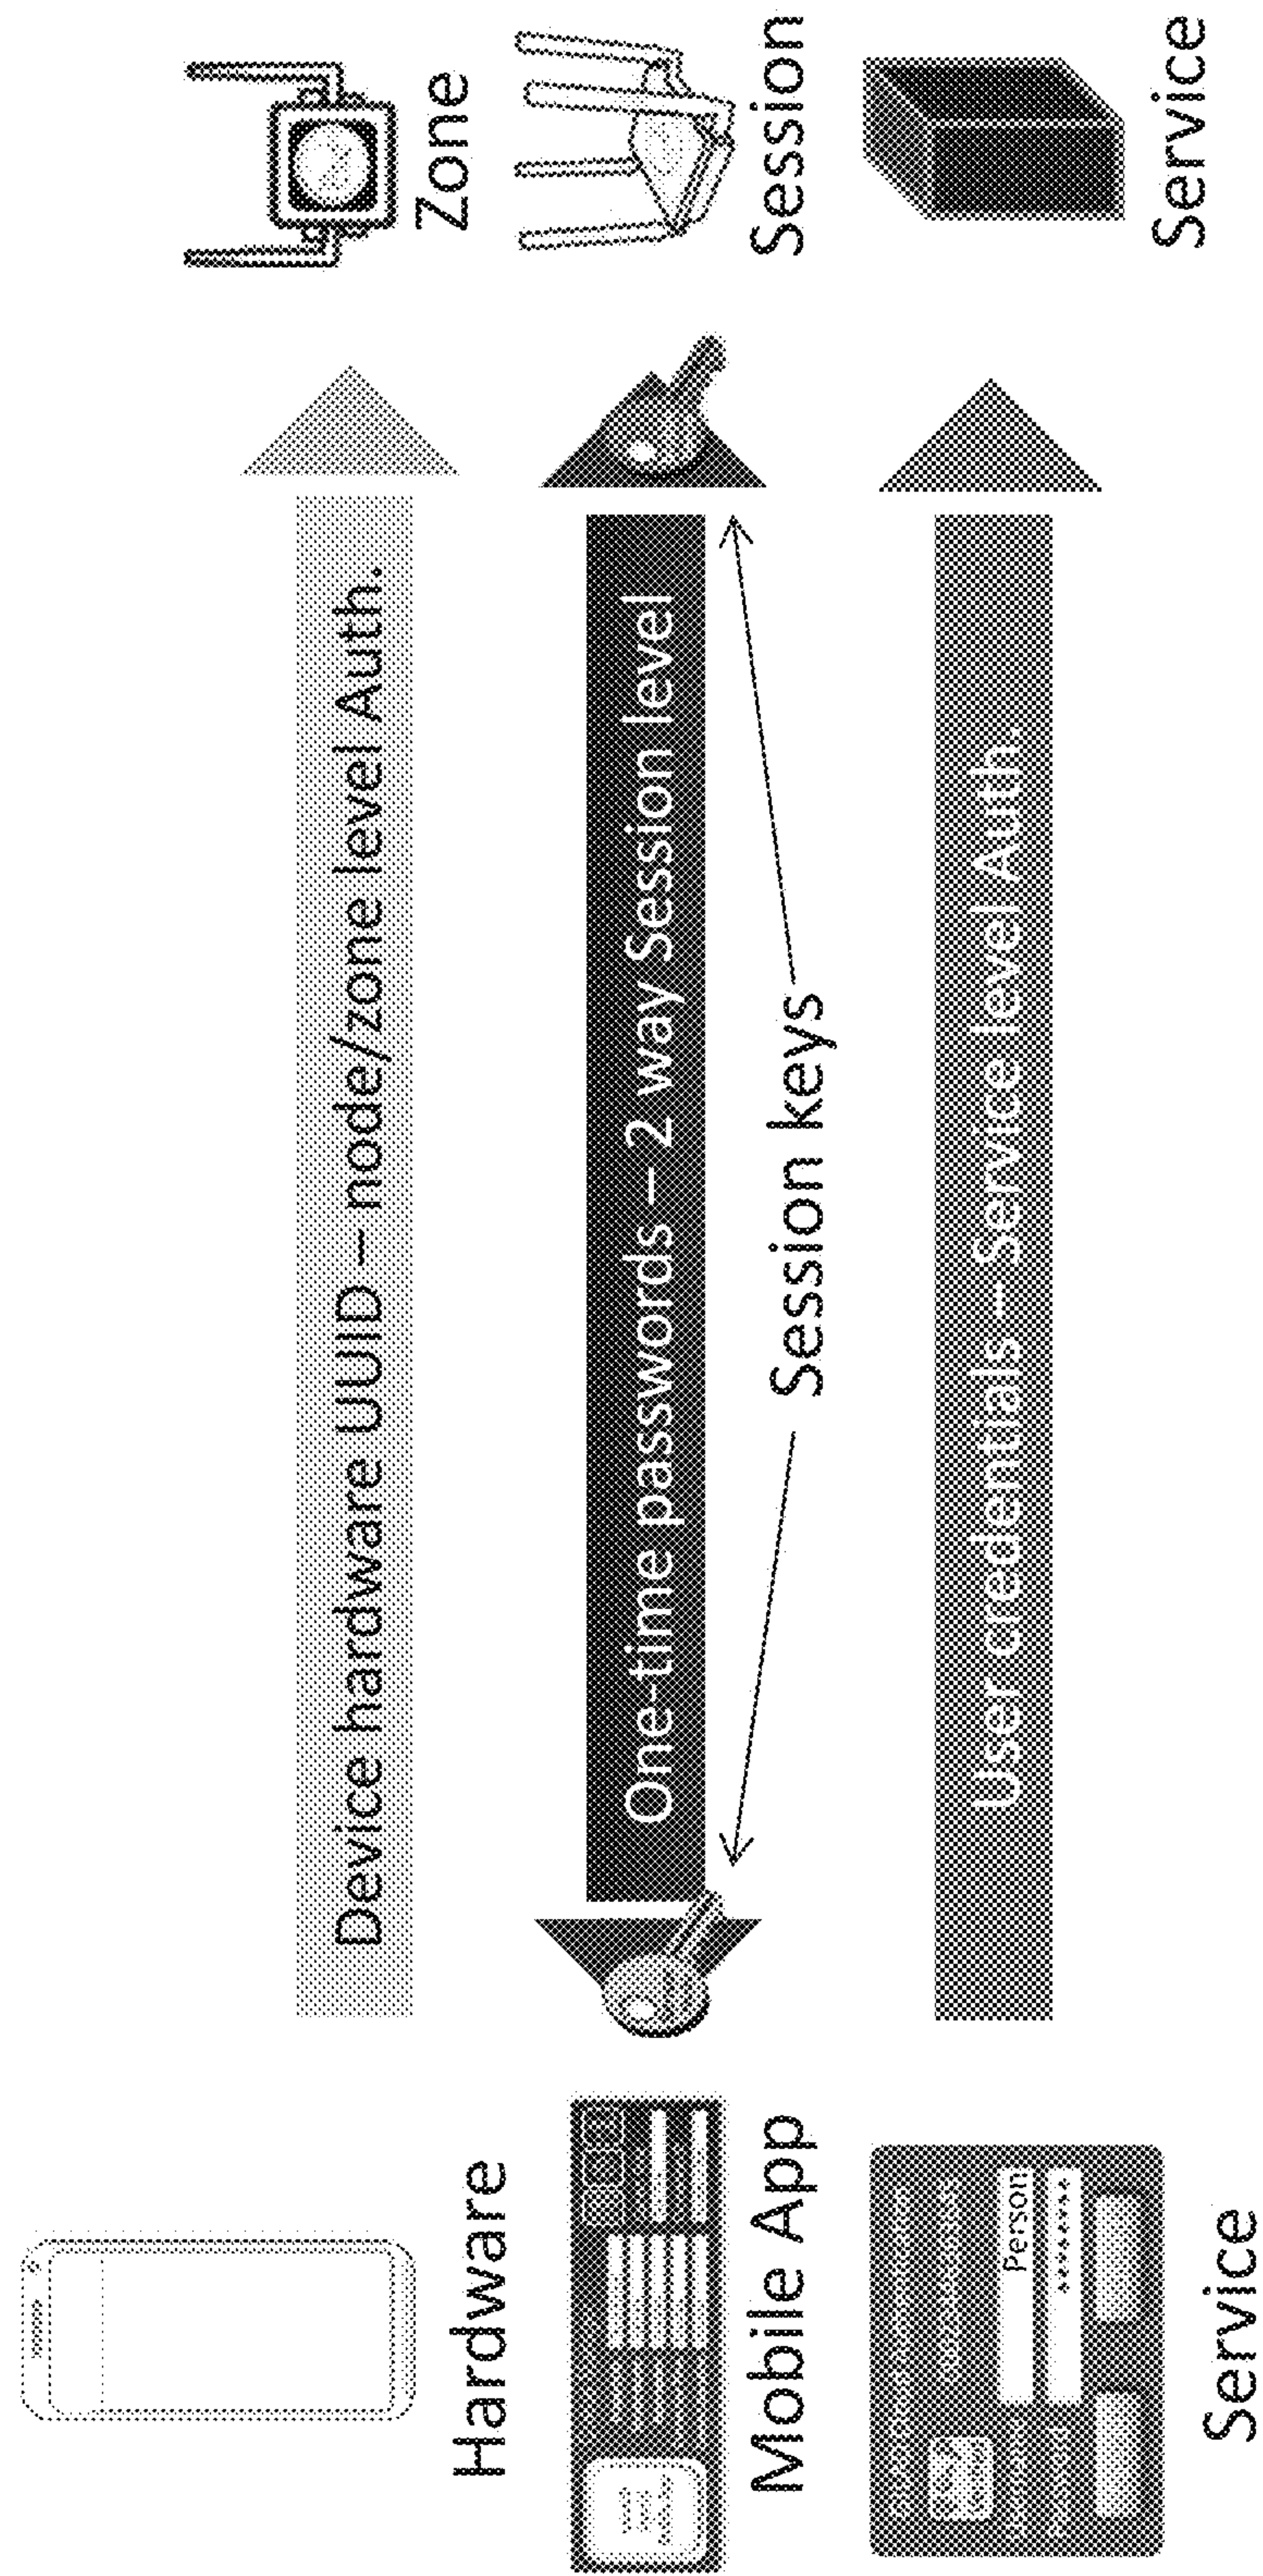 Hardware
Device hardware UUID – node/zone level Auth.
Zone
Mobile App
One-time passwords – 2 way Session level
Session
Session keys
Person
*******
User credentials – Service level Auth.
Service
Service